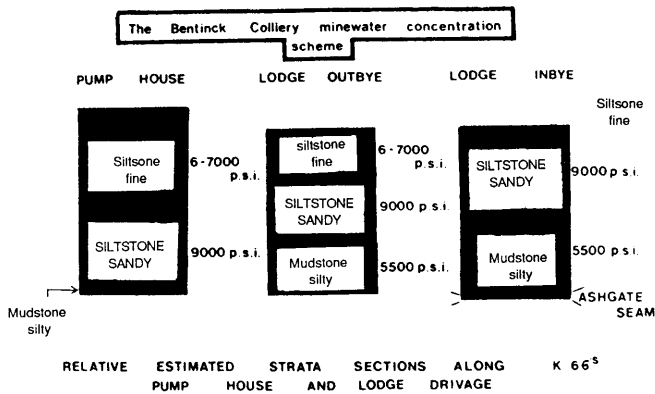 The Bentinck Colliery minewater concentration
scheme
PUMP HOUSE
LODGE OUTBYE
LODGE INBYE
Siltstone
fine
Siltsone
fine
6-7000
p.s.i.
SILTSTONE
SANDY
9000 p.s.i.
Mudstone
silty
siltstone
fine
6-7000
p.s.i.
SILTSTONE
SANDY
9000 p.s.i.
Mudstone
silty
5500 p.s.i.
SILTSTONE
SANDY
9000 p.s.i.
Mudstone
silty
5500 p.s.i.
ASHGATE
SEAM
RELATIVE ESTIMATED STRATA SECTIONS ALONG K 66's
PUMP HOUSE AND LODGE DRIVAGE